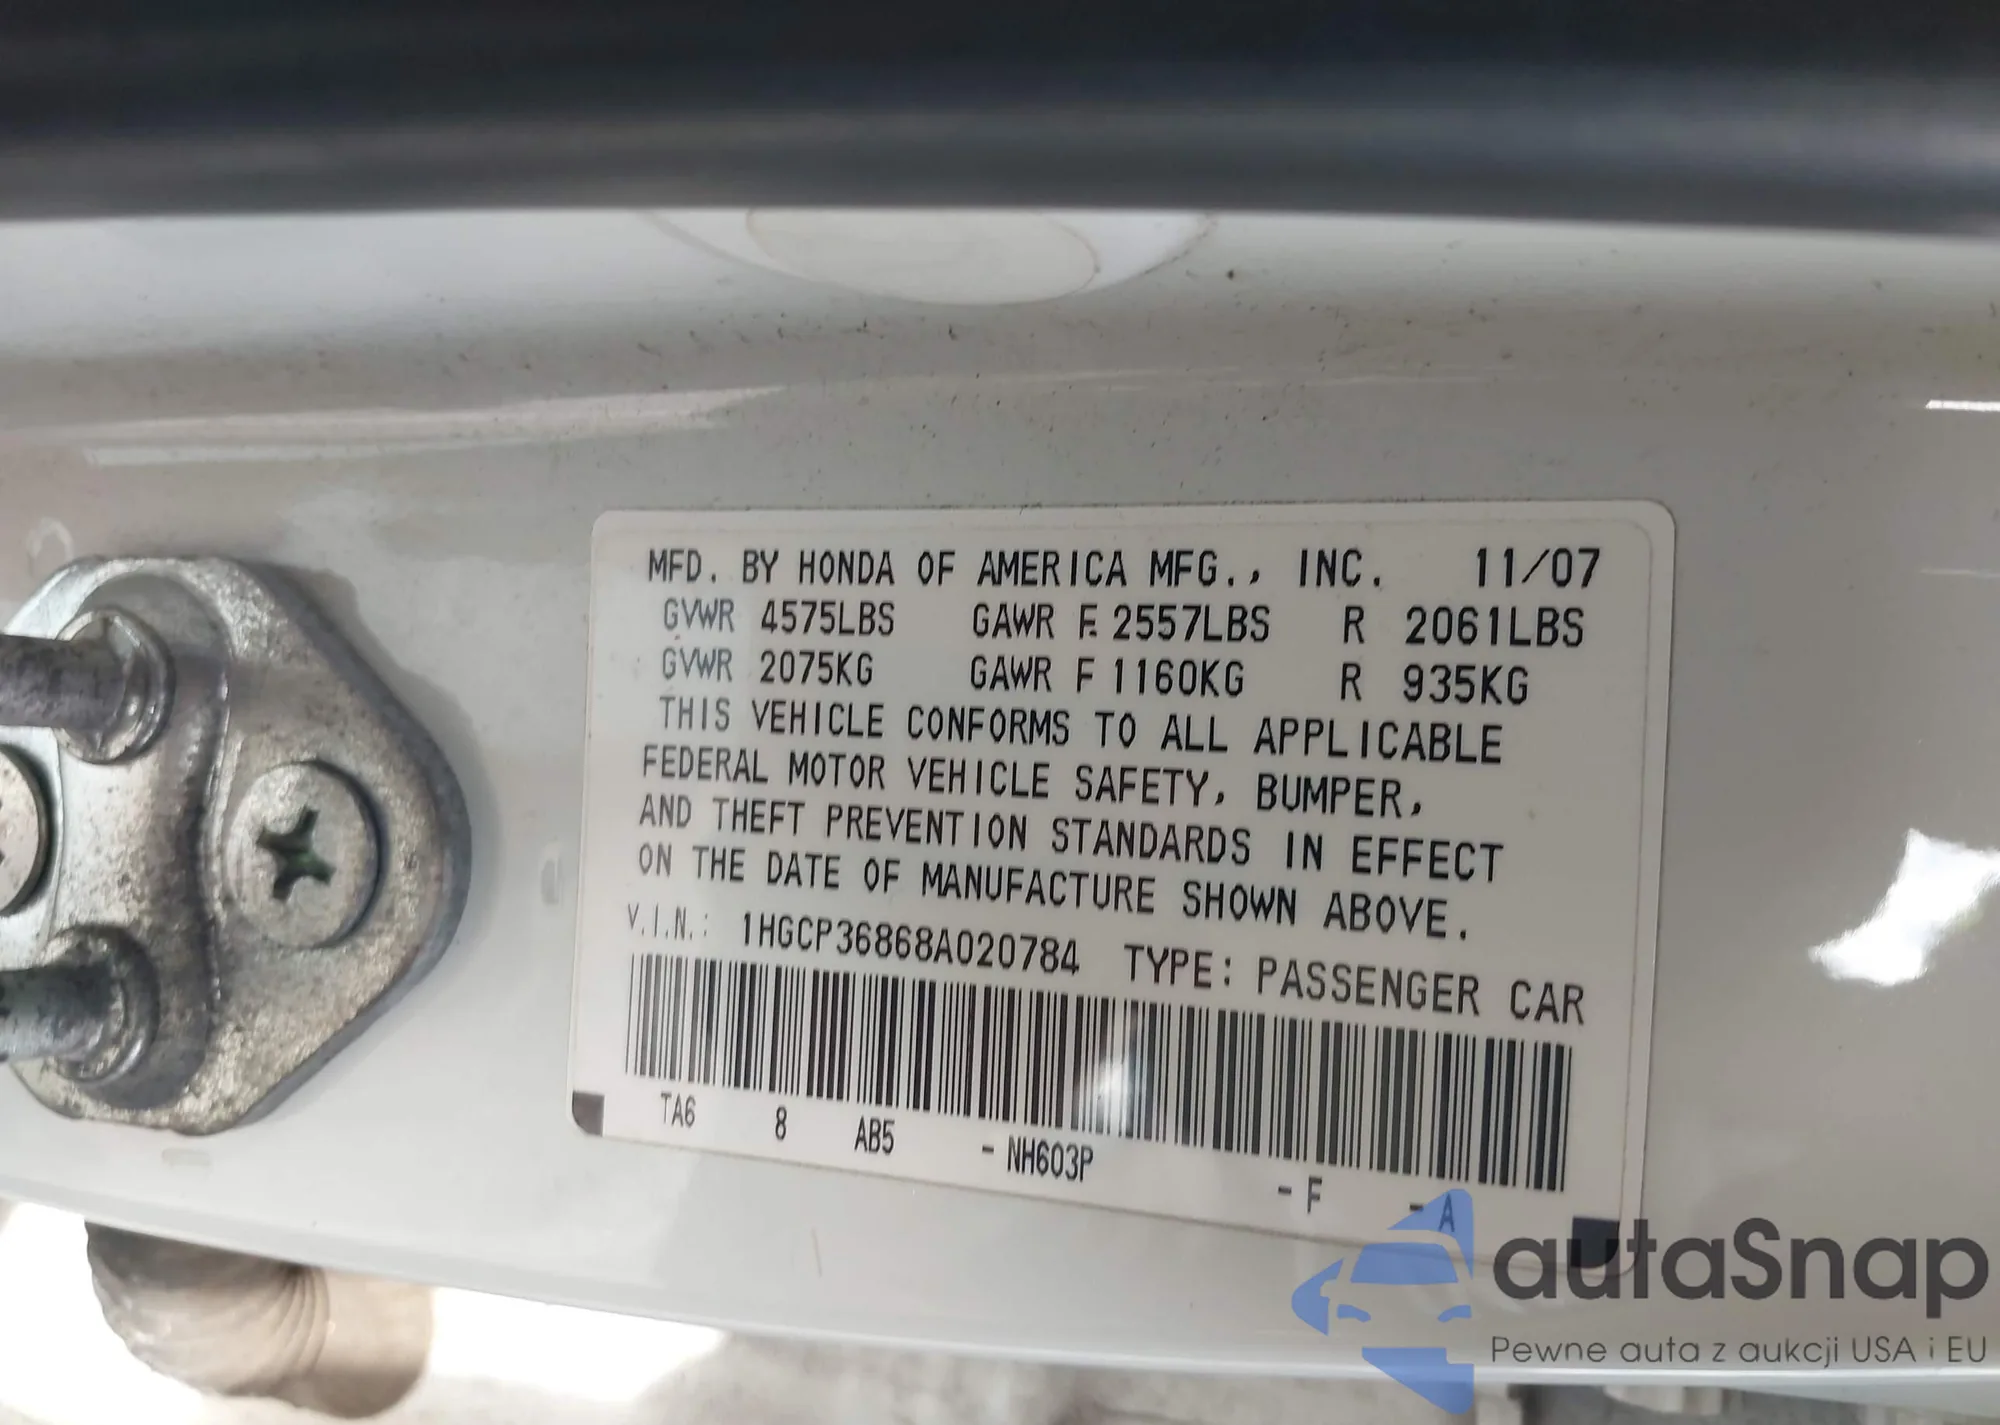 MFD. BY HONDA OF AMERICA MFG., INC. 11/07
GVWR 4575LBS GAWR F 2557LBS R 2061LBS
GVWR 2075KG GAWR F 1160KG R 935KG
THIS VEHICLE CONFORMS TO ALL APPLICABLE
FEDERAL MOTOR VEHICLE SAFETY, BUMPER,
AND THEFT PREVENTION STANDARDS IN EFFECT
ON THE DATE OF MANUFACTURE SHOWN ABOVE.
V.I.N.: 1HGCP36868A020784 TYPE: PASSENGER CAR
TA6 8 AB5 - NH603P - F - A
autaSnap
Pewne auta z aukcji USA i EU